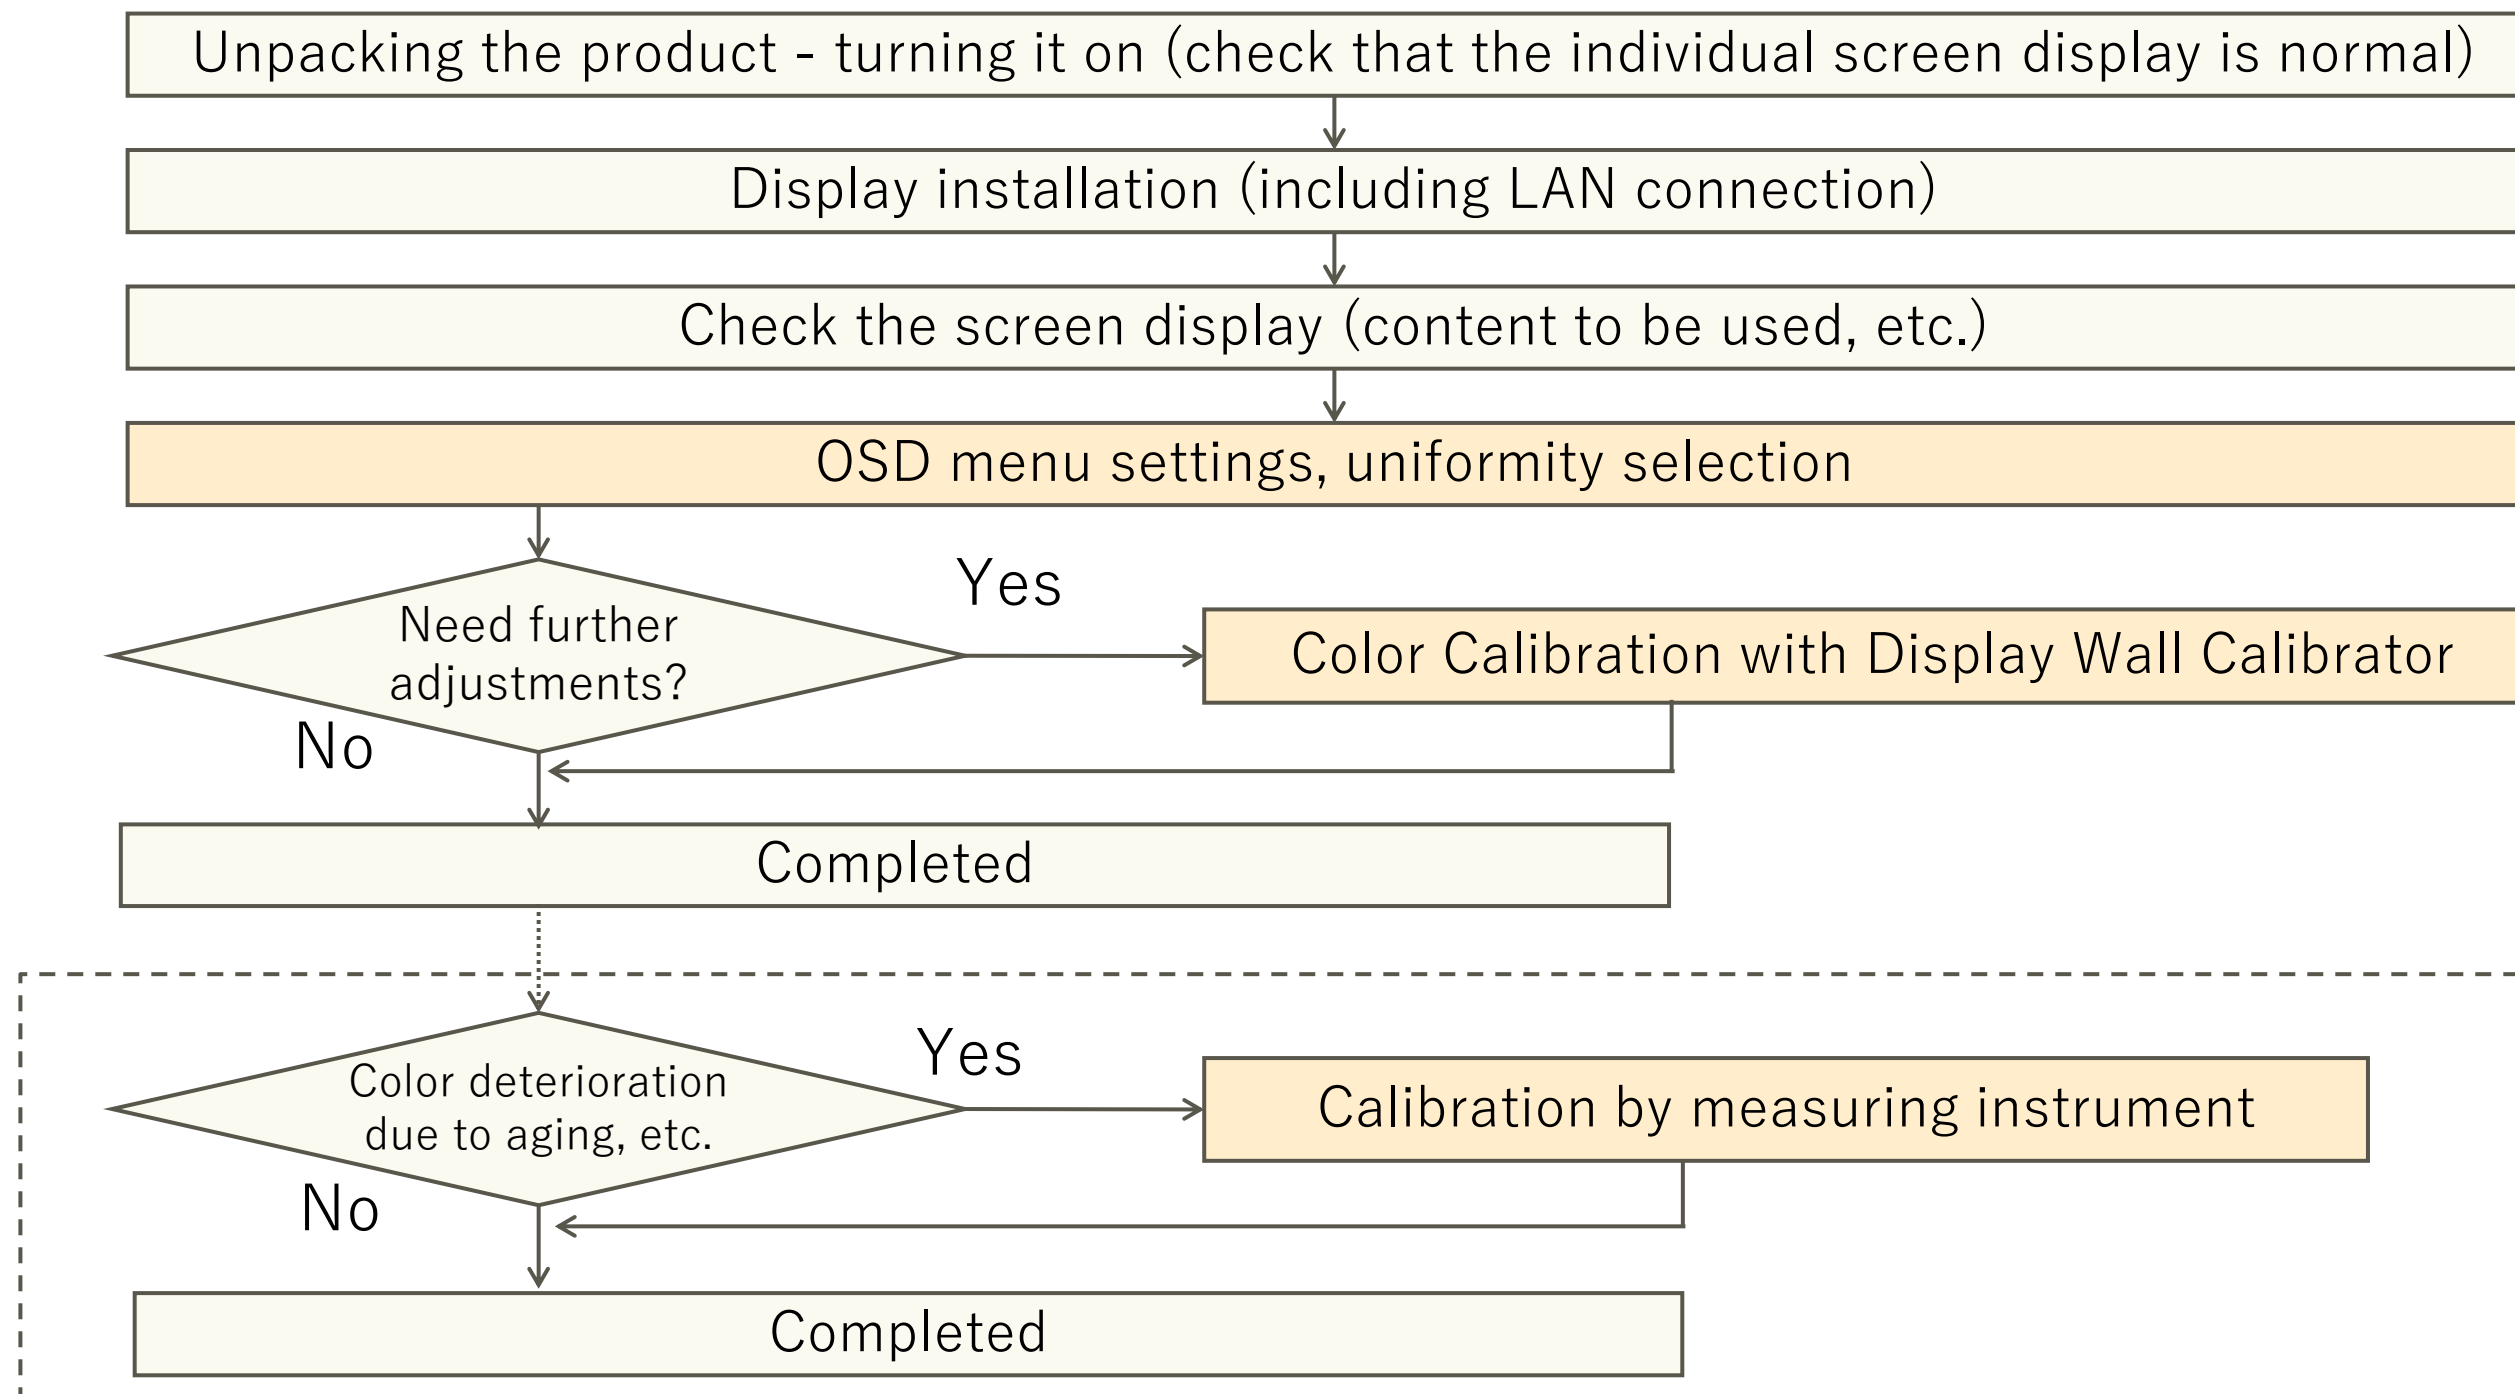 Unpacking the product - turning it on (check that the individual screen display is normal)
Display installation (including LAN connection)
Check the screen display (content to be used, etc.)
OSD menu settings, uniformity selection
Yes
Need further
adjustments?
Color Calibration with Display Wall Calibrator
No
Completed
Yes
Color deterioration
due to aging, etc.
Calibration by measuring instrument
No
Completed